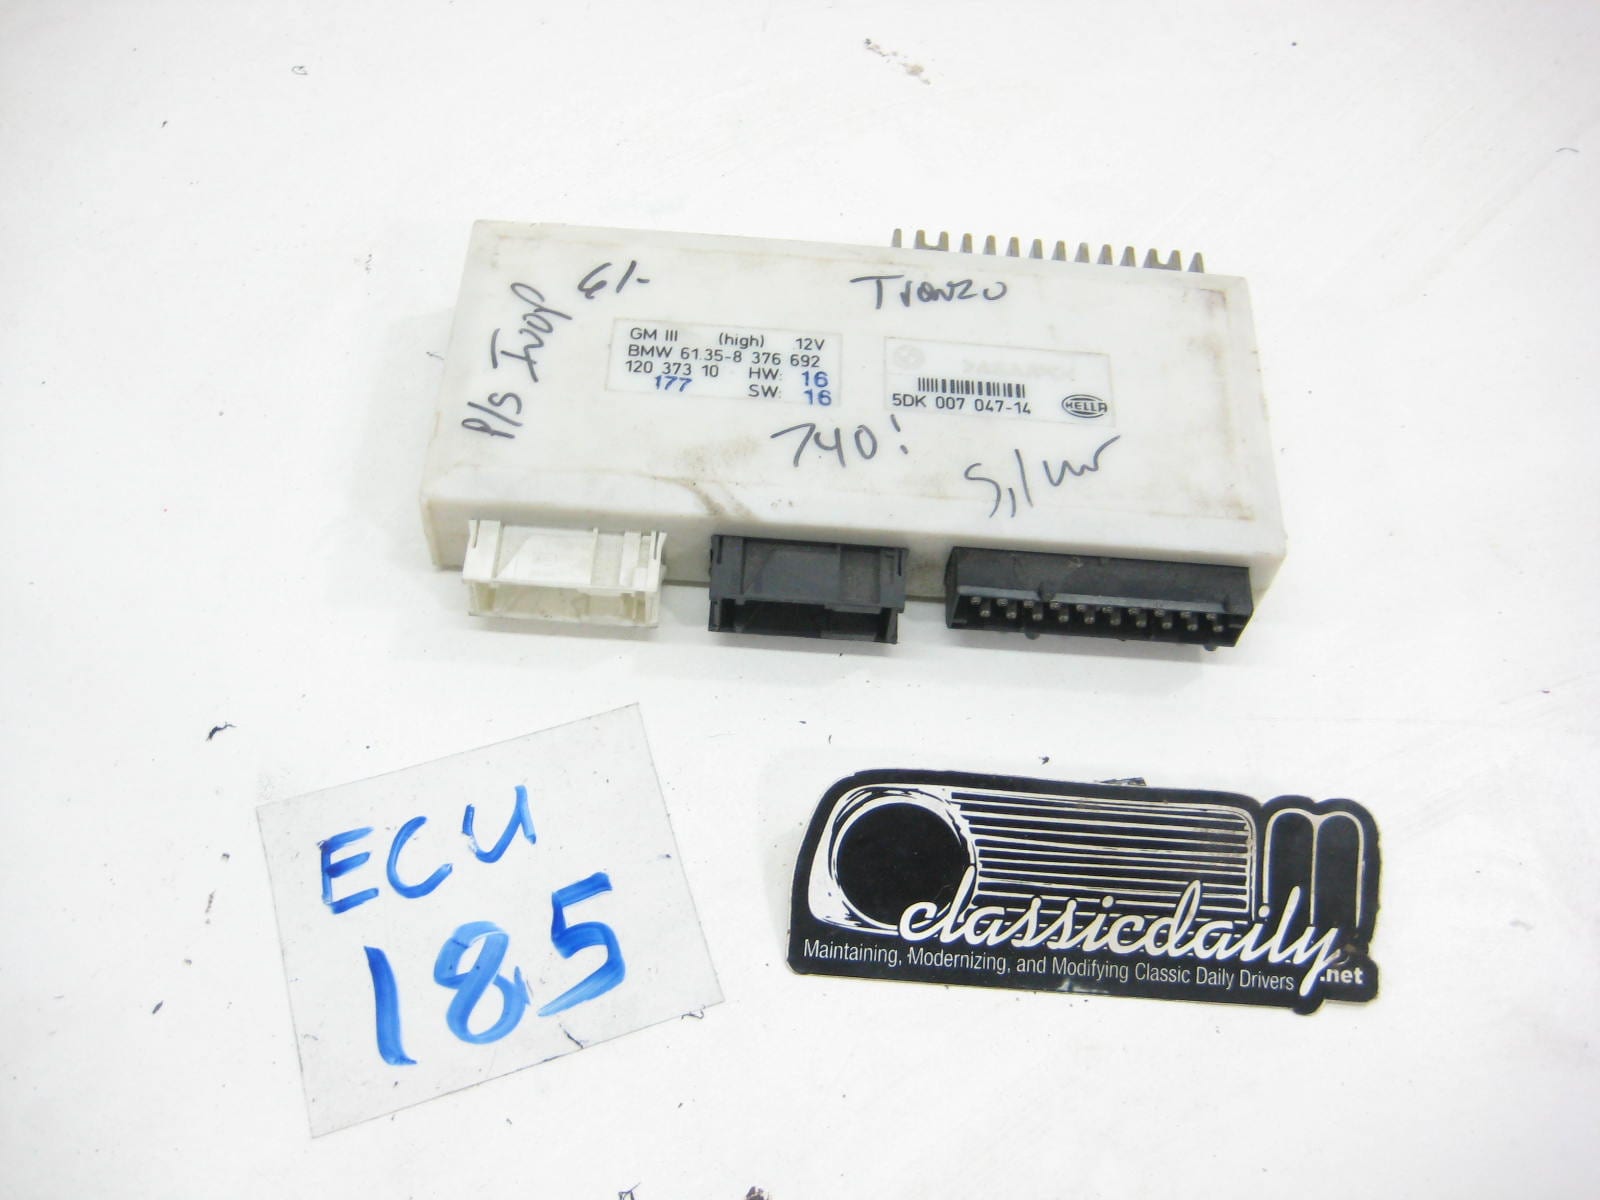 61-
Tronzo
P/S
GM III (high) 12V
BMW 61.35-8 376 692
120 373 10 HW: 16
177 SW: 16
5DK 007 047-14
HELLA
740!
Silver
ECU
185
classicdaily
.net
Maintaining, Modernizing, and Modifying Classic Daily Drivers